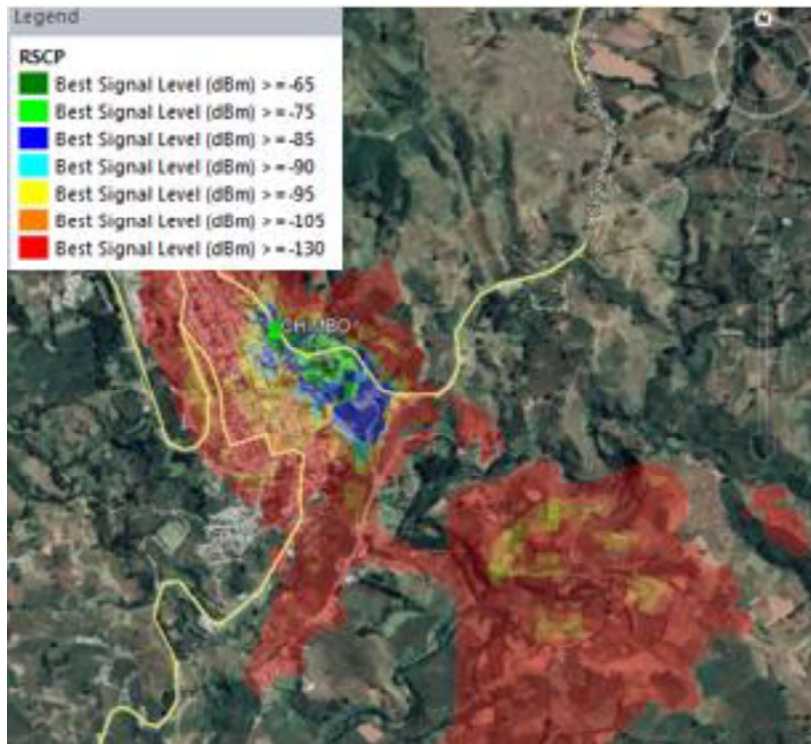 Legend
RSCP
Best Signal Level (dBm) >=-65
Best Signal Level (dBm) >=-75
Best Signal Level (dBm) >=-85
Best Signal Level (dBm) >=-90
Best Signal Level (dBm) >=-95
Best Signal Level (dBm) >=-105
Best Signal Level (dBm) >=-130
N